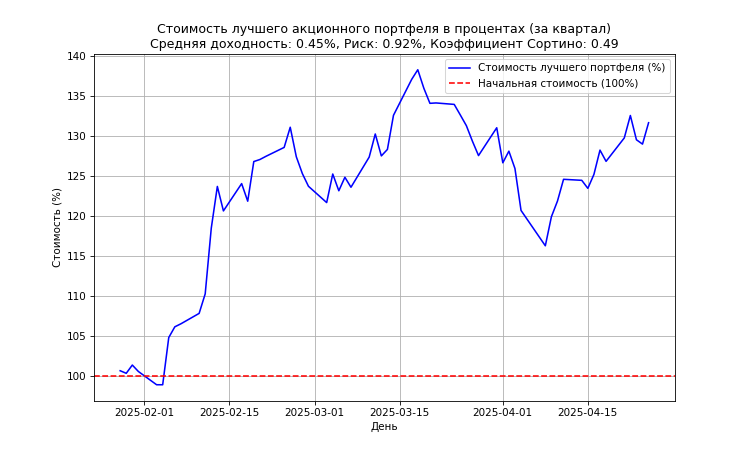 Стоимость лучшего акционного портфеля в процентах (за квартал)
Средняя доходность: 0.45%, Риск: 0.92%, Коэффициент Сортино: 0.49
Стоимость лучшего портфеля (%)
Начальная стоимость (100%)
Стоимость (%)
140
135
130
125
120
115
110
105
100
2025-02-01
2025-02-15
2025-03-01
2025-03-15
2025-04-01
2025-04-15
День